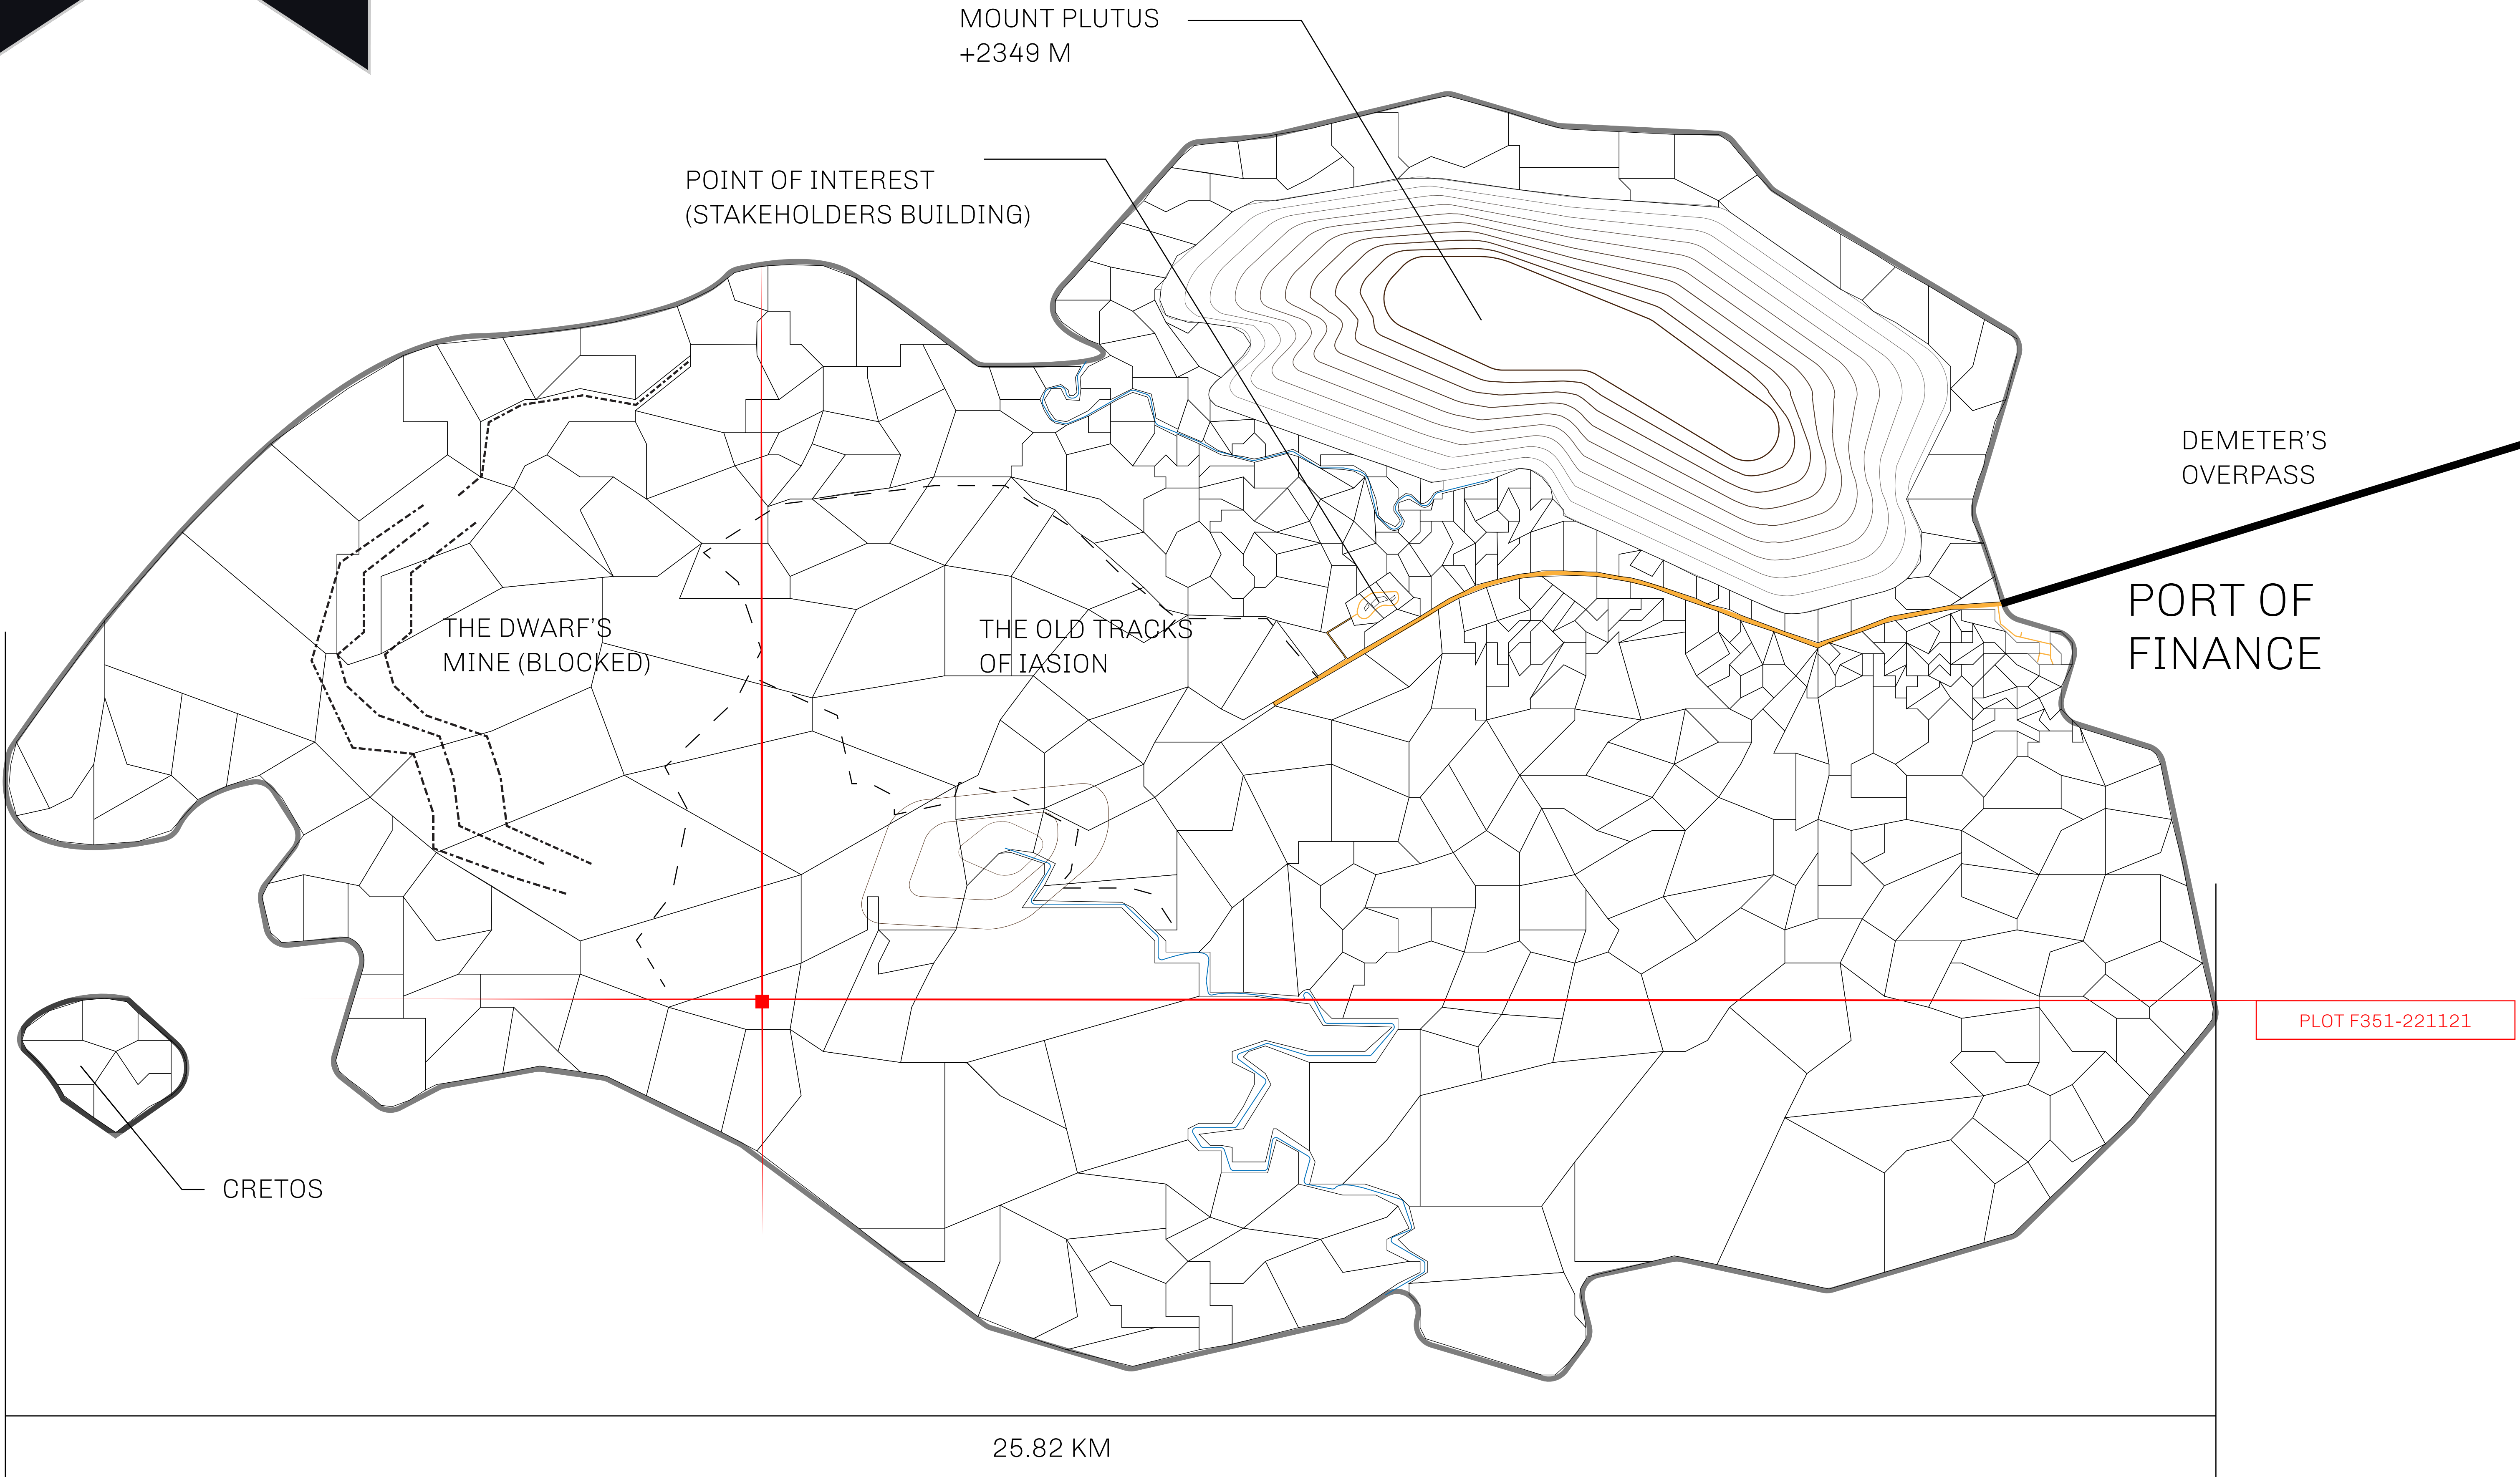 MOUNT PLUTUS
+2349 M
POINT OF INTEREST
(STAKEHOLDERS BUILDING)
DEMETER'S
OVERPASS
PORT OF
FINANCE
THE DWARF'S
MINE (BLOCKED)
THE OLD TRACKS
OF IASION
PLOT F351-221121
CRETOS
25.82 KM